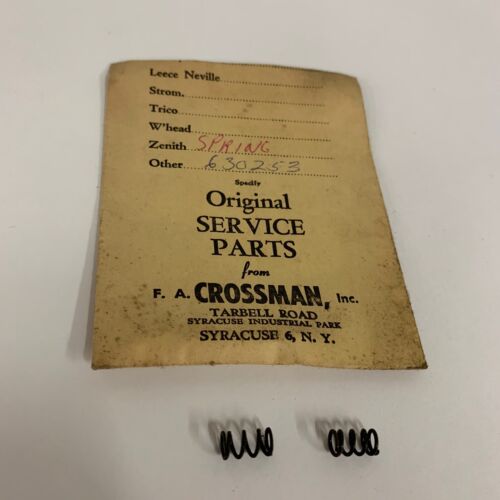 Leece Neville
Strom.
Trico
W'head
Zenith SPRING
Other 630253
Specify
Original
SERVICE
PARTS
from
F. A. CROSSMAN, Inc.
TARBELL ROAD
SYRACUSE INDUSTRIAL PARK
SYRACUSE 6, N. Y.